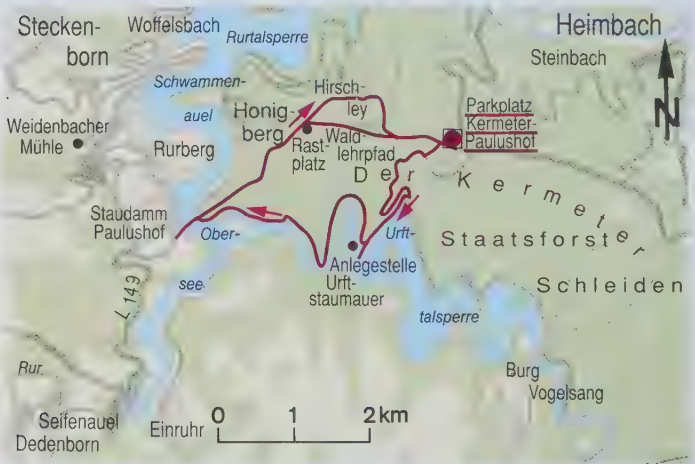 Stecken-
born
Woffelsbach
Rurtalsperre
Heimbach
Steinbach
Schwammen-
auel
Hirsch-
ley
Honig-
berg
Parkplatz
Kermeter-
Paulushof
N
Weidenbacher
Mühle
Rurberg
Rast-
platz
Wald-
lehrpfad
Der Kermeter
Staudamm
Paulushof
Ober-
see
Urft-
talsperre
Staatsforst
Schleiden
Anlegestelle
Urft-
staumauer
L 149
Rur
Burg
Vogelsang
Seifenauel
Dedenborn
Einruhr
0 1 2 km